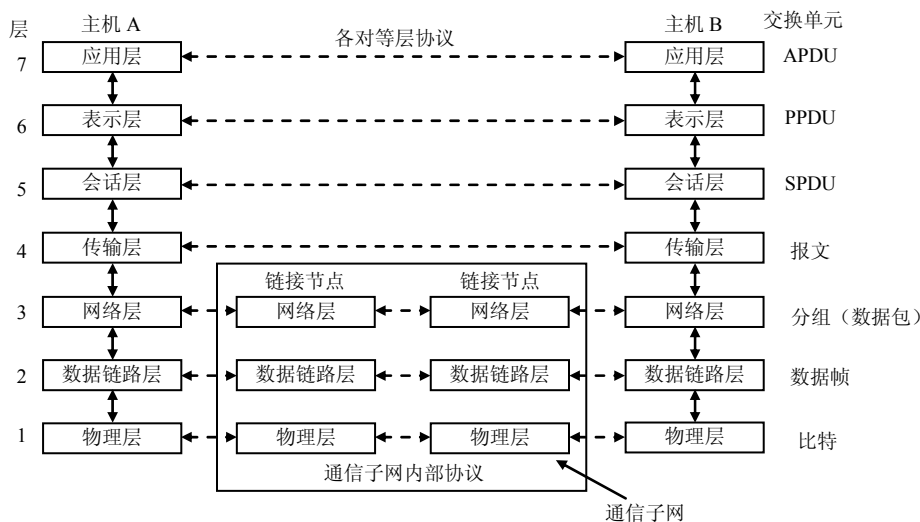 层 主机 A 主机 B 交换单元
各对等层协议
7 应用层 应用层 APDU
6 表示层 表示层 PPDU
5 会话层 会话层 SPDU
4 传输层 传输层 报文
链接节点 链接节点
3 网络层 网络层 网络层 网络层 分组（数据包）
2 数据链路层 数据链路层 数据链路层 数据链路层 数据帧
1 物理层 物理层 物理层 物理层 比特
通信子网内部协议
通信子网